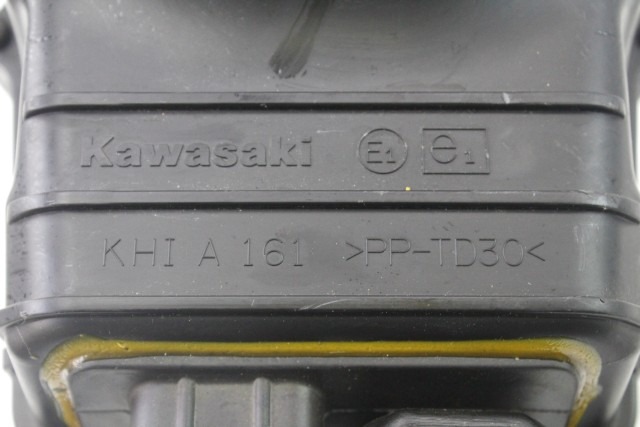 Kawasaki E1 e1
KHI A 161 >PP-TD30<